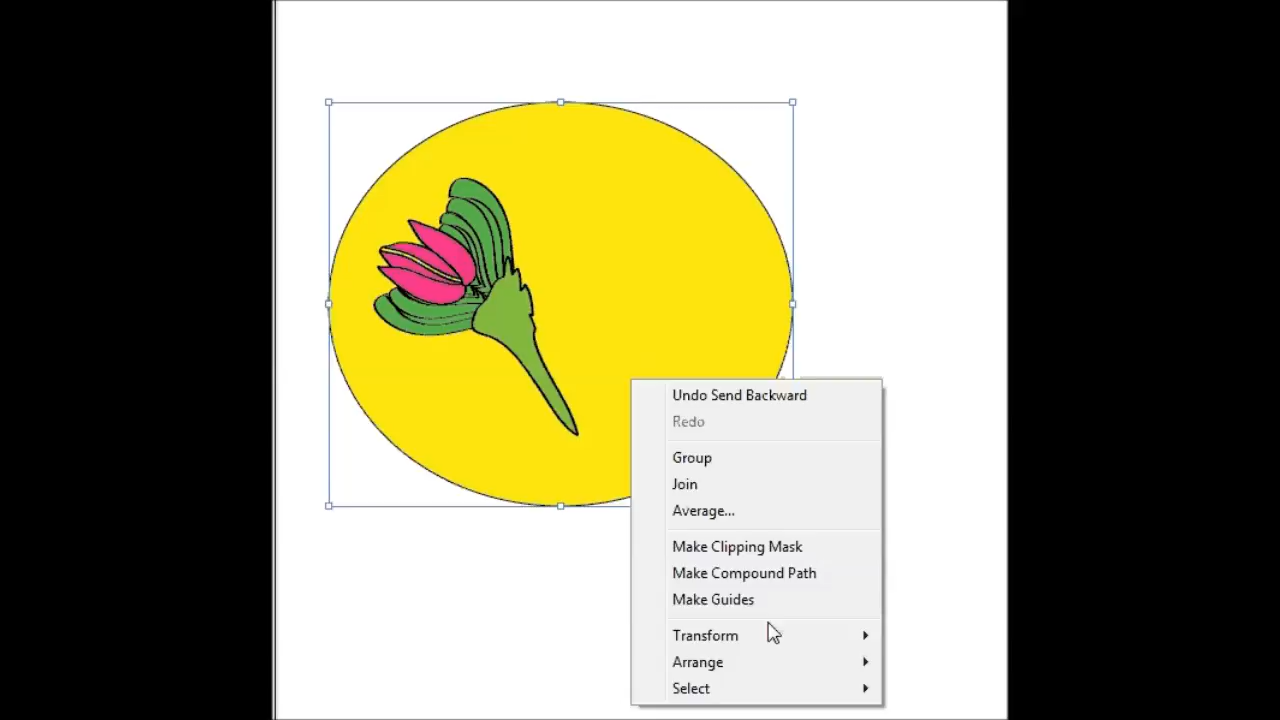 Undo Send Backward
Redo
Group
Join
Average...
Make Clipping Mask
Make Compound Path
Make Guides
Transform
Arrange
Select